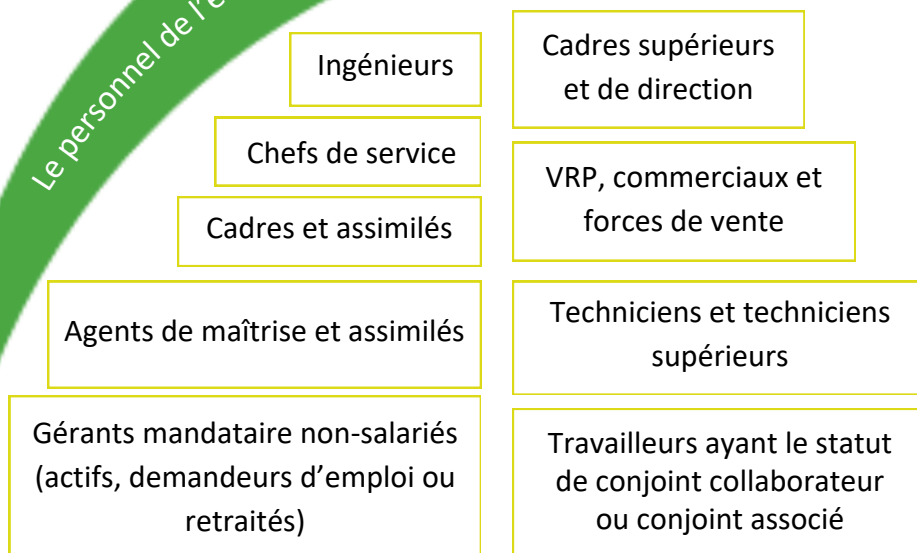 Le personnel de l'e
Ingénieurs
Cadres supérieurs
et de direction
Chefs de service
VRP, commerciaux et
forces de vente
Cadres et assimilés
Agents de maîtrise et assimilés
Techniciens et techniciens
supérieurs
Gérants mandataire non-salariés
(actifs, demandeurs d'emploi ou
retraités)
Travailleurs ayant le statut
de conjoint collaborateur
ou conjoint associé